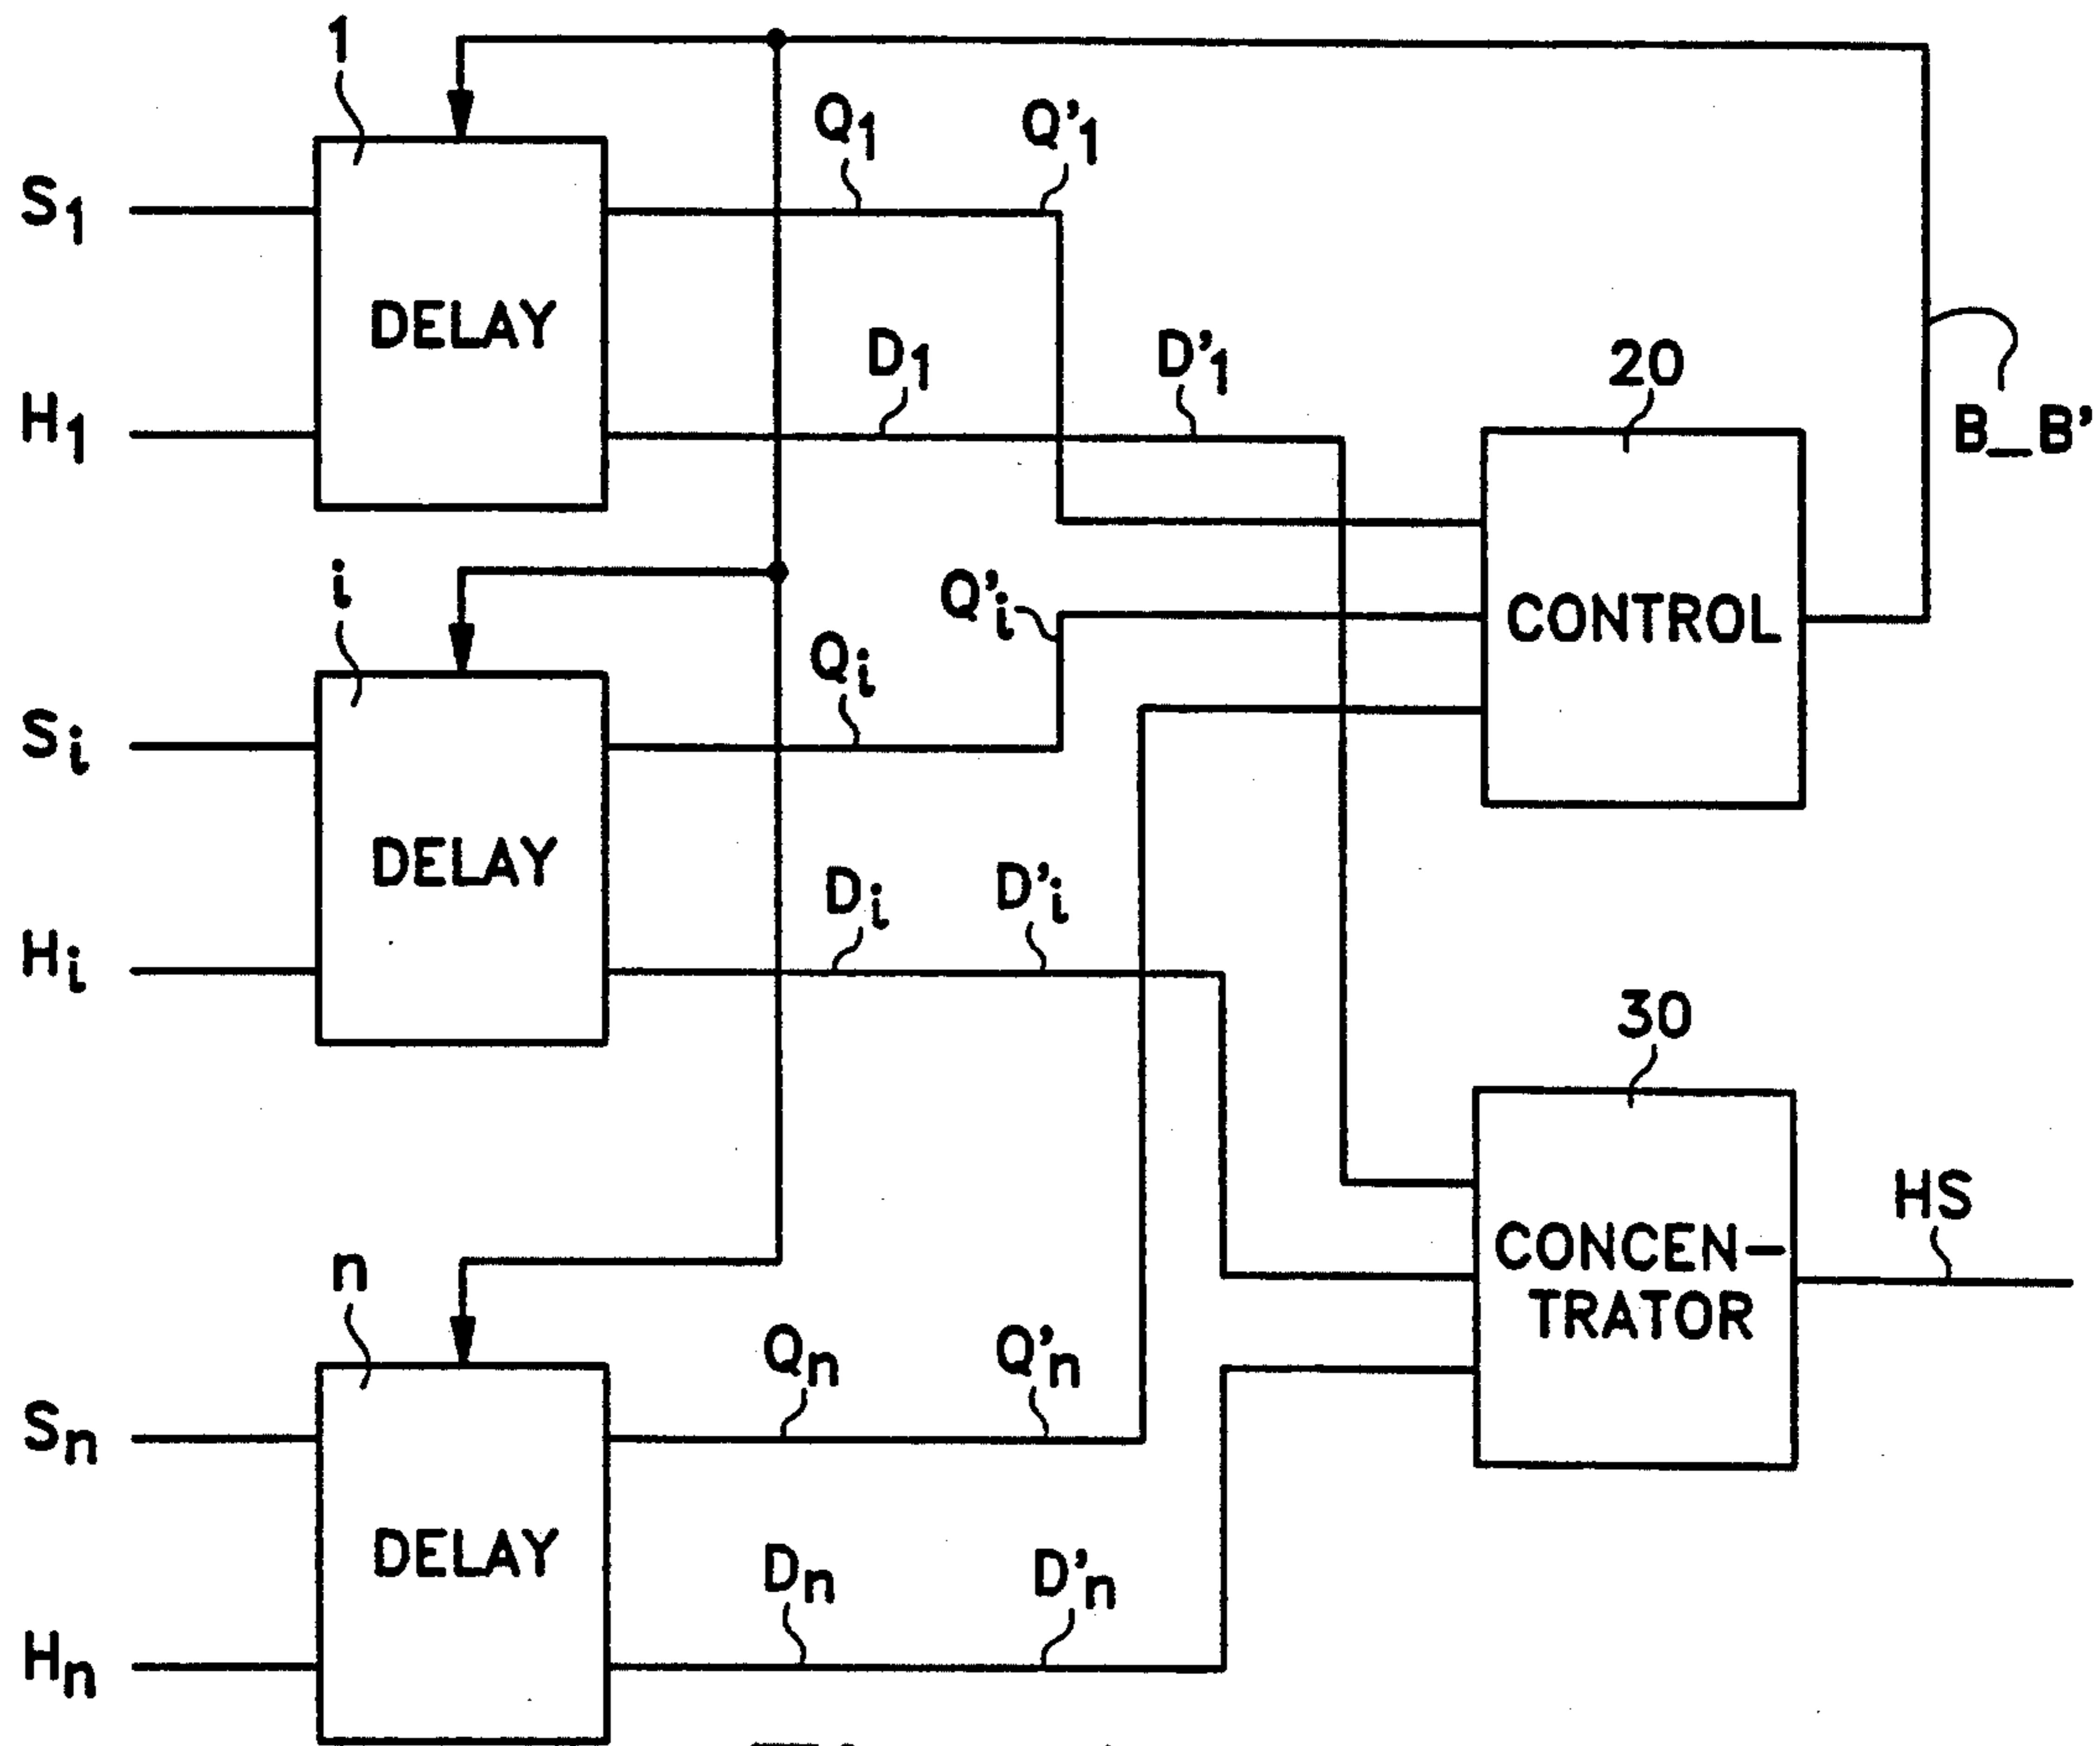 1
S1
H1
DELAY
Q1
Q'1
D1
D'1
20
CONTROL
B_B'
i
Si
Hi
DELAY
Qi
Q'i
Di
D'i
30
CONCEN-
TRATOR
HS
n
Sn
Hn
DELAY
Qn
Q'n
Dn
D'n